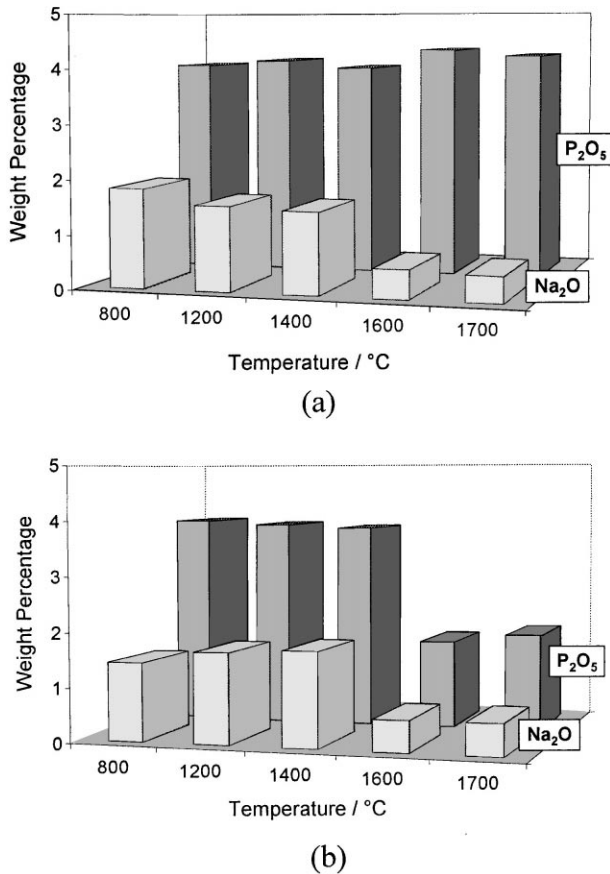 5
4
3
2
1
0
Weight Percentage
P₂O₅
Na₂O
800 1200 1400 1600 1700
Temperature / °C
(a)
5
4
3
2
1
0
Weight Percentage
P₂O₅
Na₂O
800 1200 1400 1600 1700
Temperature / °C
(b)